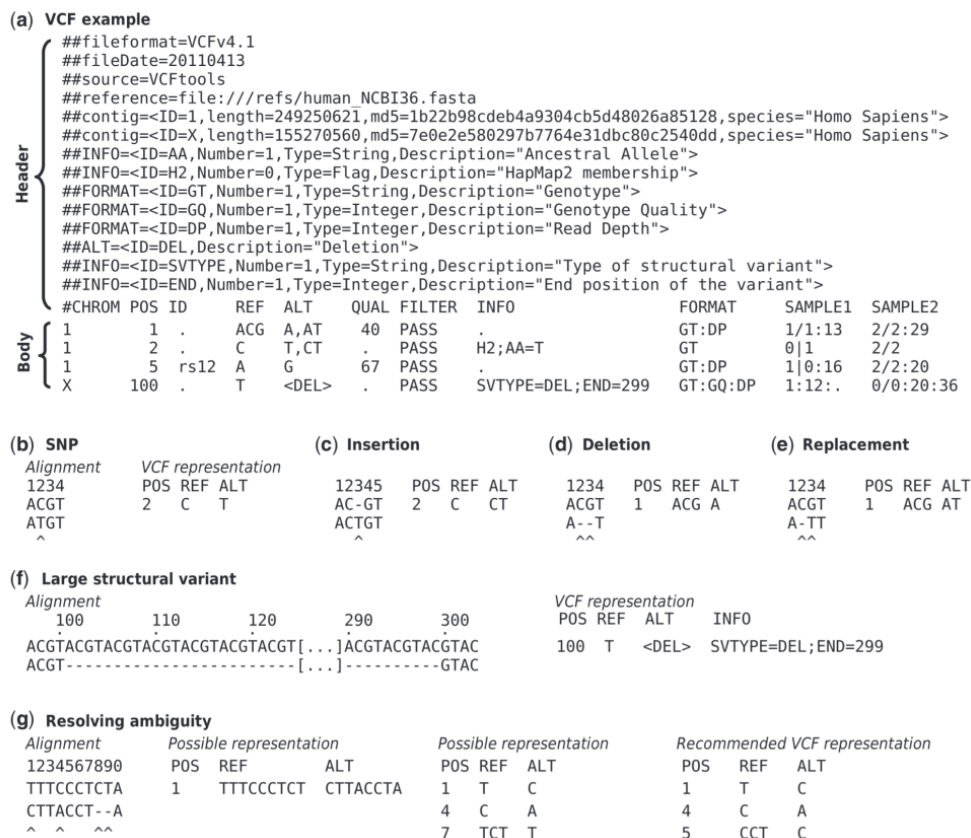 (a) VCF example
##fileformat=VCFv4.1
##fileDate=20110413
##source=VCFtools
##reference=file:///refs/human_NCBI36.fasta
##contig=<ID=1,length=249250621,md5=1b22b98cdeb4a9304cb5d48026a85128,species="Homo Sapiens">
##contig=<ID=X,length=155270560,md5=7e0e2e580297b7764e31dbc80c2540dd,species="Homo Sapiens">
##INFO=<ID=AA,Number=1,Type=String,Description="Ancestral Allele">
##INFO=<ID=H2,Number=0,Type=Flag,Description="HapMap2 membership">
##FORMAT=<ID=GT,Number=1,Type=String,Description="Genotype">
##FORMAT=<ID=GQ,Number=1,Type=Integer,Description="Genotype Quality">
##FORMAT=<ID=DP,Number=1,Type=Integer,Description="Read Depth">
##ALT=<ID=DEL,Description="Deletion">
##INFO=<ID=SVTYPE,Number=1,Type=String,Description="Type of structural variant">
##INFO=<ID=END,Number=1,Type=Integer,Description="End position of the variant">
Header
#CHROM POS ID REF ALT QUAL FILTER INFO FORMAT SAMPLE1 SAMPLE2
1 1 . ACG A,AT 40 PASS . GT:DP 1/1:13 2/2:29
1 2 . C T,CT . PASS H2;AA=T GT 0|1 2/2
1 5 rs12 A G 67 PASS . GT:DP 1|0:16 2/2:20
X 100 . T <DEL> . PASS SVTYPE=DEL;END=299 GT:GQ:DP 1:12:. 0/0:20:36
Body
(b) SNP (c) Insertion (d) Deletion (e) Replacement
Alignment VCF representation
1234 POS REF ALT 12345 POS REF ALT 1234 POS REF ALT 1234 POS REF ALT
ACGT 2 C T AC-GT 2 C CT ACGT 1 ACG A ACGT 1 ACG AT
ATGT ACTGT A--T A-TT
^ ^ ^^ ^^
(f) Large structural variant
Alignment VCF representation
100 110 120 290 300 POS REF ALT INFO
. . . . .
ACGTACGTACGTACGTACGTACGTACGT[...]ACGTACGTACGTAC 100 T <DEL> SVTYPE=DEL;END=299
ACGT------------------------[...]----------GTAC
(g) Resolving ambiguity
Alignment Possible representation Possible representation Recommended VCF representation
1234567890 POS REF ALT POS REF ALT POS REF ALT
TTTCCCTCTA 1 TTTCCCTCT CTTACCTA 1 T C 1 T C
CTTACCT--A 4 C A 4 C A
^ ^ ^^ 7 TCT T 5 CCT C